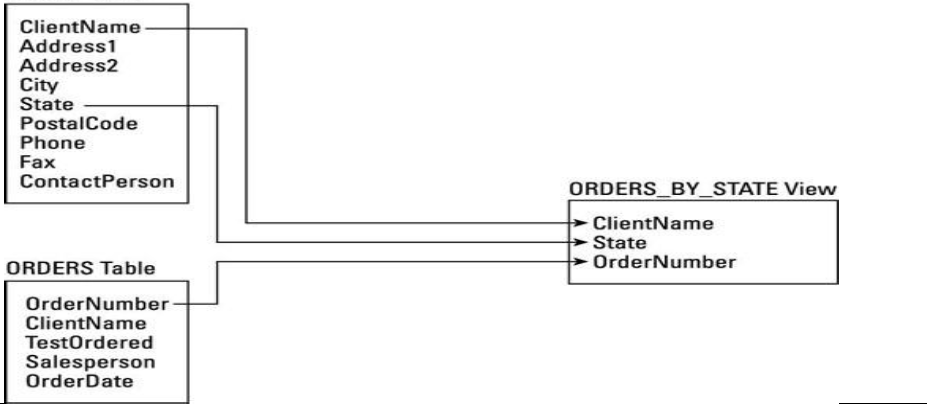 ClientName
Address1
Address2
City
State
PostalCode
Phone
Fax
ContactPerson
ORDERS_BY_STATE View
ClientName
State
OrderNumber
ORDERS Table
OrderNumber
ClientName
TestOrdered
Salesperson
OrderDate